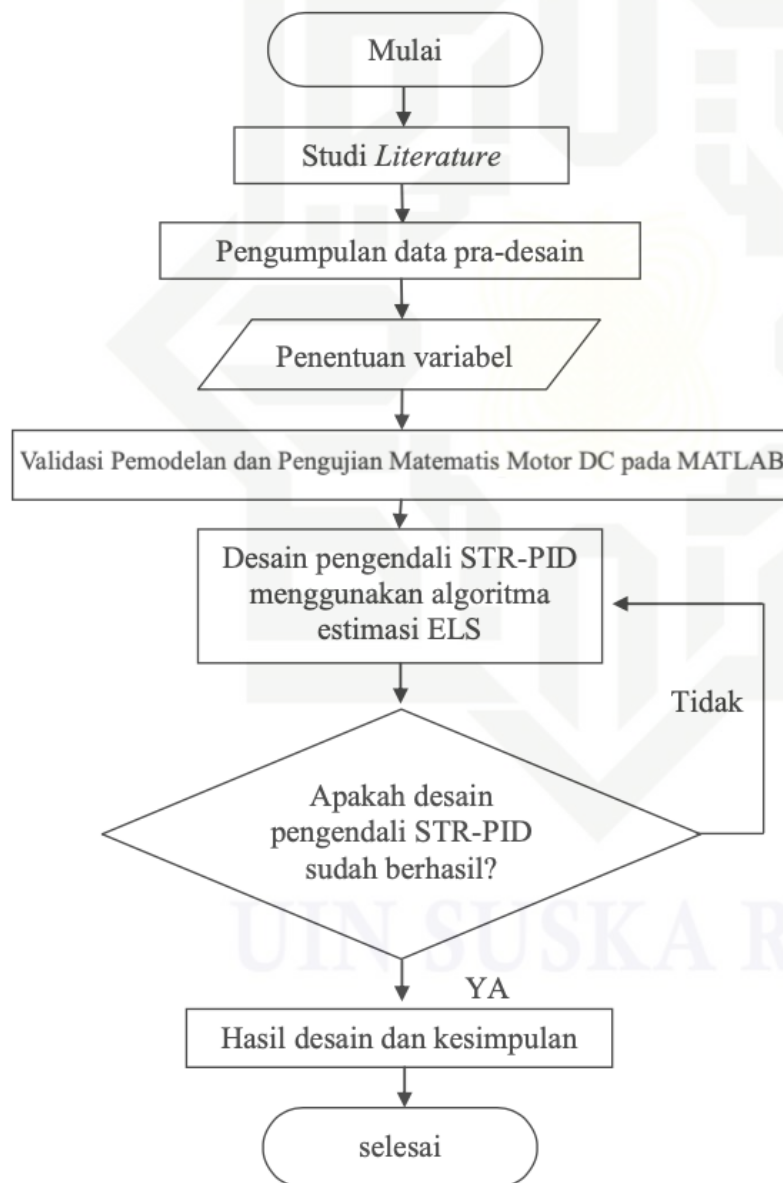 Mulai
Studi Literature
Pengumpulan data pra-desain
Penentuan variabel
Validasi Pemodelan dan Pengujian Matematis Motor DC pada MATLAB
Desain pengendali STR-PID
menggunakan algoritma
estimasi ELS
Tidak
Apakah desain
pengendali STR-PID
sudah berhasil?
UIN SUSKA R
YA
Hasil desain dan kesimpulan
selesai